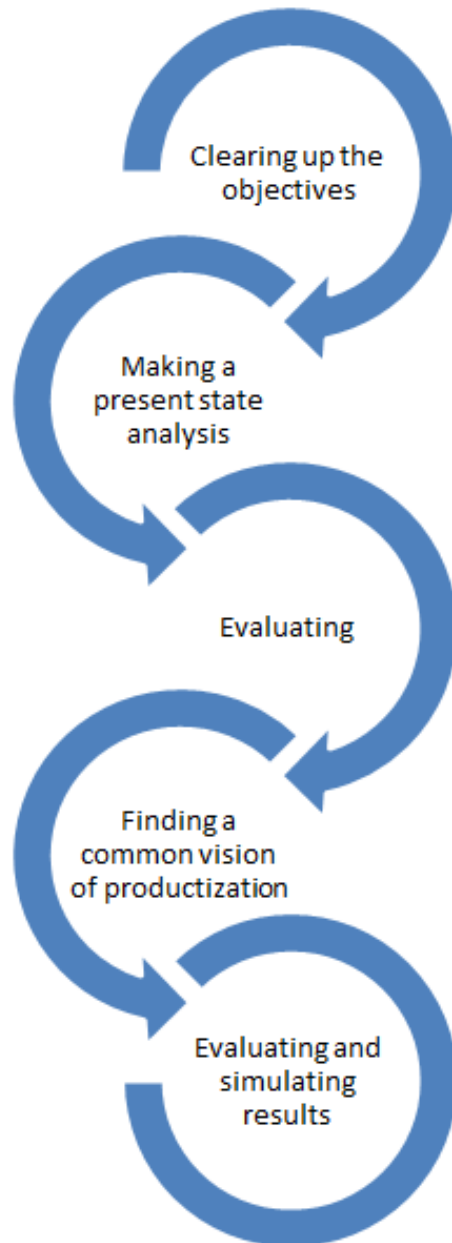 Clearing up the
objectives
Making a
present state
analysis
Evaluating
Finding a
common vision
of productization
Evaluating and
simulating
results